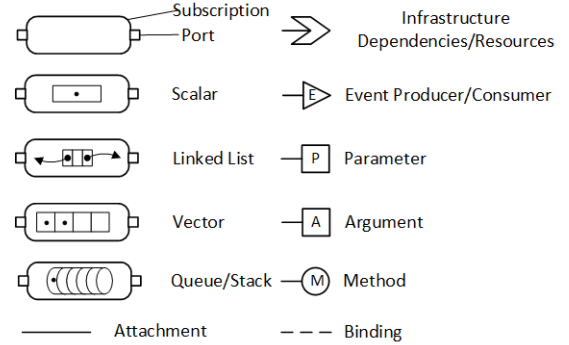 Subscription
Port
Infrastructure
Dependencies/Resources
Scalar
E
Event Producer/Consumer
Linked List
P
Parameter
Vector
A
Argument
Queue/Stack
M
Method
Attachment
Binding